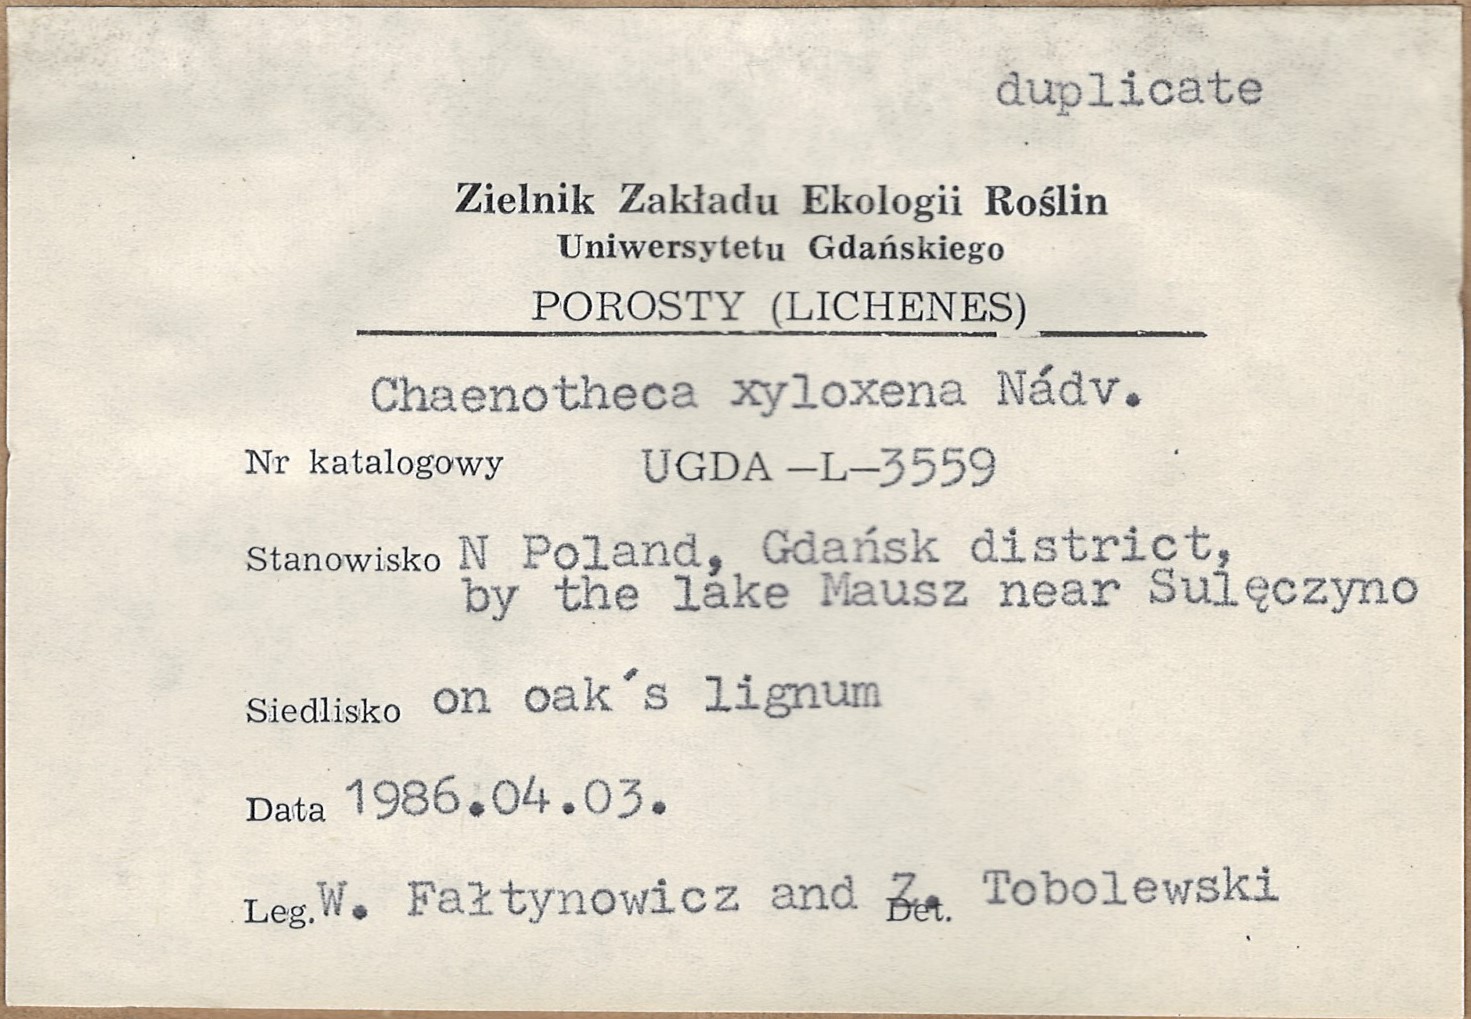 duplicate
Zielnik Zakładu Ekologii Roślin
Uniwersytetu Gdańskiego
POROSTY (LICHENES)
Chaenotheca xyloxena Nádv.
Nr katalogowy UGDA –L–3559
Stanowisko N Poland, Gdańsk district,
by the lake Mausz near Sulęczyno
Siedlisko on oak´s lignum
Data 1986.04.03.
Leg. W. Fałtynowicz and Z. Tobolewski
Det.